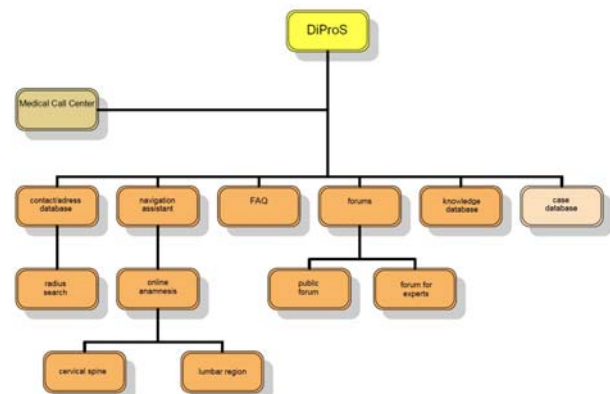 DiProS
Medical Call Center
contact/adress
database
navigation
assistant
FAQ
forums
knowledge
database
case
database
radius
search
online
anamnesis
public
forum
forum for
experts
cervical spine
lumbar region